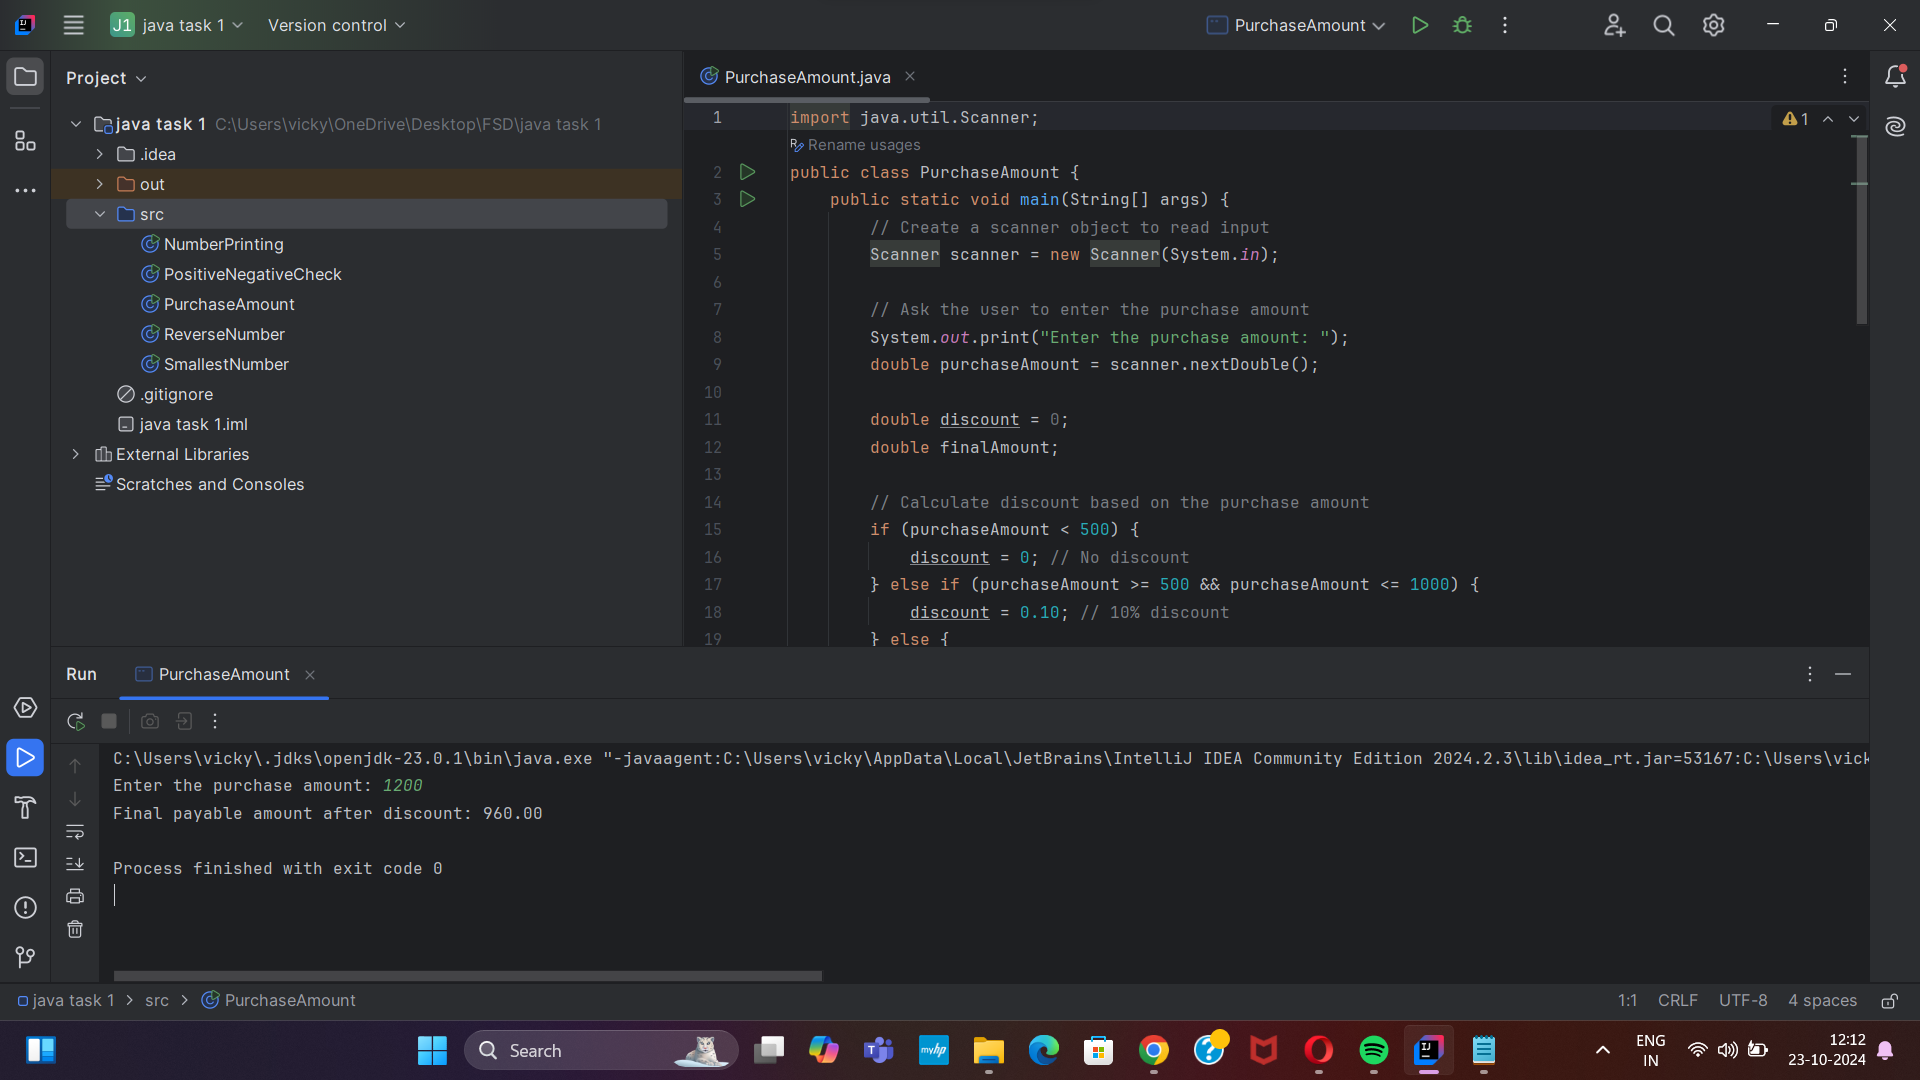 J1 java task 1 Version control PurchaseAmount
Project
PurchaseAmount.java
java task 1 C:\Users\vicky\OneDrive\Desktop\FSD\java task 1
.idea
out
src
NumberPrinting
PositiveNegativeCheck
PurchaseAmount
ReverseNumber
SmallestNumber
.gitignore
java task 1.iml
External Libraries
Scratches and Consoles
1 import java.util.Scanner;
1
Rename usages
2 public class PurchaseAmount {
3 public static void main(String[] args) {
4 // Create a scanner object to read input
5 Scanner scanner = new Scanner(System.in);
6
7 // Ask the user to enter the purchase amount
8 System.out.print("Enter the purchase amount: ");
9 double purchaseAmount = scanner.nextDouble();
10
11 double discount = 0;
12 double finalAmount;
13
14 // Calculate discount based on the purchase amount
15 if (purchaseAmount < 500) {
16 discount = 0; // No discount
17 } else if (purchaseAmount >= 500 && purchaseAmount <= 1000) {
18 discount = 0.10; // 10% discount
19 } else {
Run PurchaseAmount
C:\Users\vicky\.jdks\openjdk-23.0.1\bin\java.exe "-javaagent:C:\Users\vicky\AppData\Local\JetBrains\IntelliJ IDEA Community Edition 2024.2.3\lib\idea_rt.jar=53167:C:\Users\vick
Enter the purchase amount: 1200
Final payable amount after discount: 960.00
Process finished with exit code 0
java task 1 > src > PurchaseAmount
1:1 CRLF UTF-8 4 spaces
Search
myhp
ENG
IN
12:12
23-10-2024